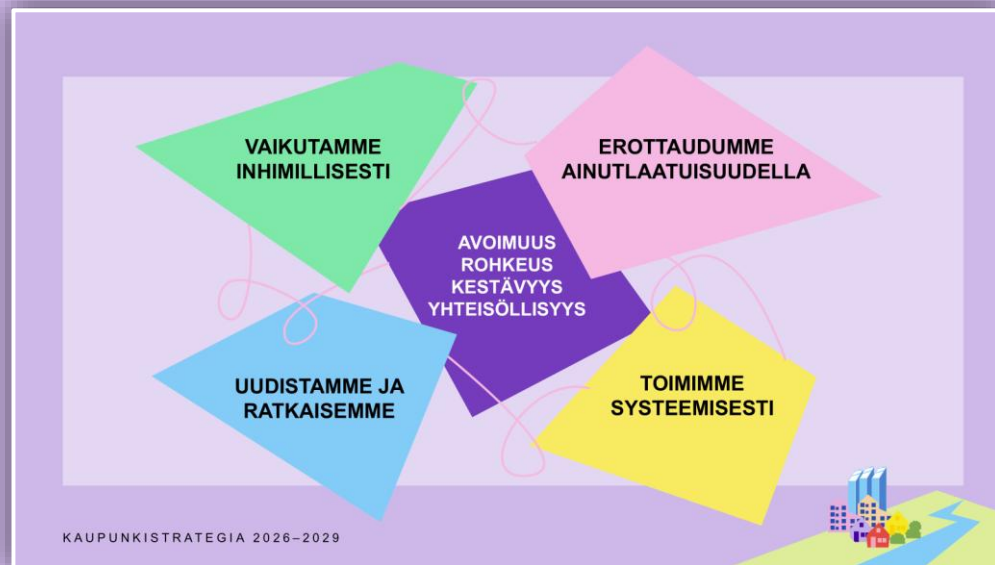 VAIKUTAMME
INHIMILLISESTI
EROTTAUDUMME
AINUTLAATUISUUDELLA
AVOIMUUS
ROHKEUS
KESTÄVYYS
YHTEISÖLLISYYS
UUDISTAMME JA
RATKAISEMME
TOIMIMME
SYSTEEMISESTI
KAUPUNKISTRATEGIA 2026–2029